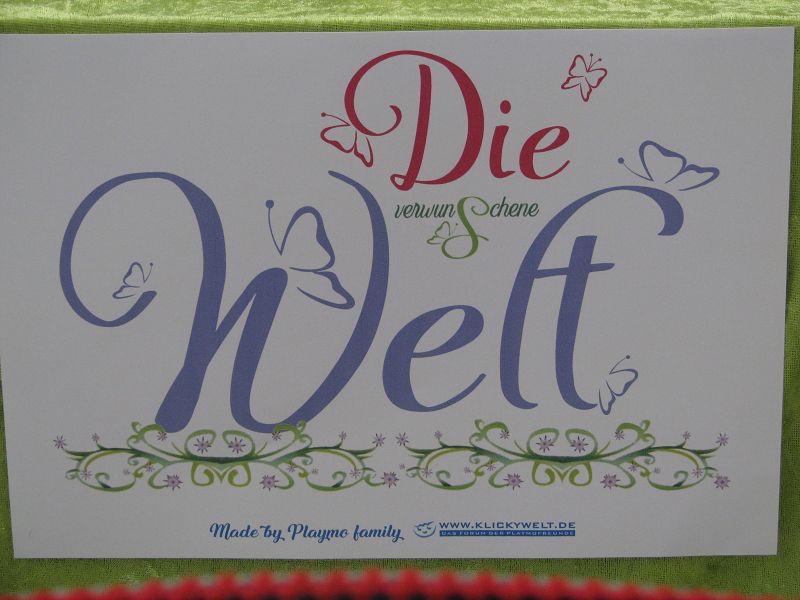 Die
verwunSchene
Welt
Made by Playmo family
WWW.KLICKYWELT.DE
DAS FORUM DER PLAYMOFREUNDE